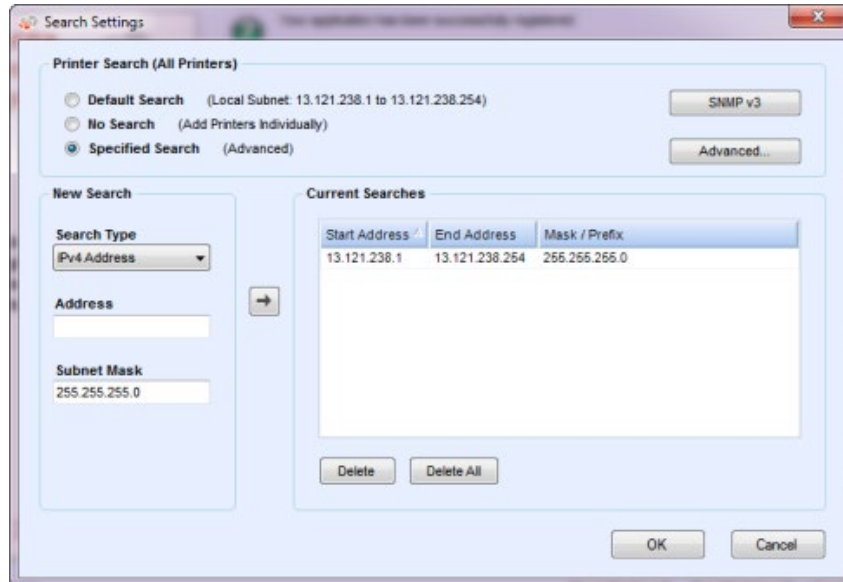 Search Settings
Printer Search (All Printers)
Default Search (Local Subnet: 13.121.238.1 to 13.121.238.254)
SNMP v3
No Search (Add Printers Individually)
Specified Search (Advanced)
Advanced...
New Search
Search Type
IPv4 Address
Address
Subnet Mask
255.255.255.0
Current Searches
Start Address End Address Mask / Prefix
13.121.238.1 13.121.238.254 255.255.255.0
Delete Delete All
OK Cancel